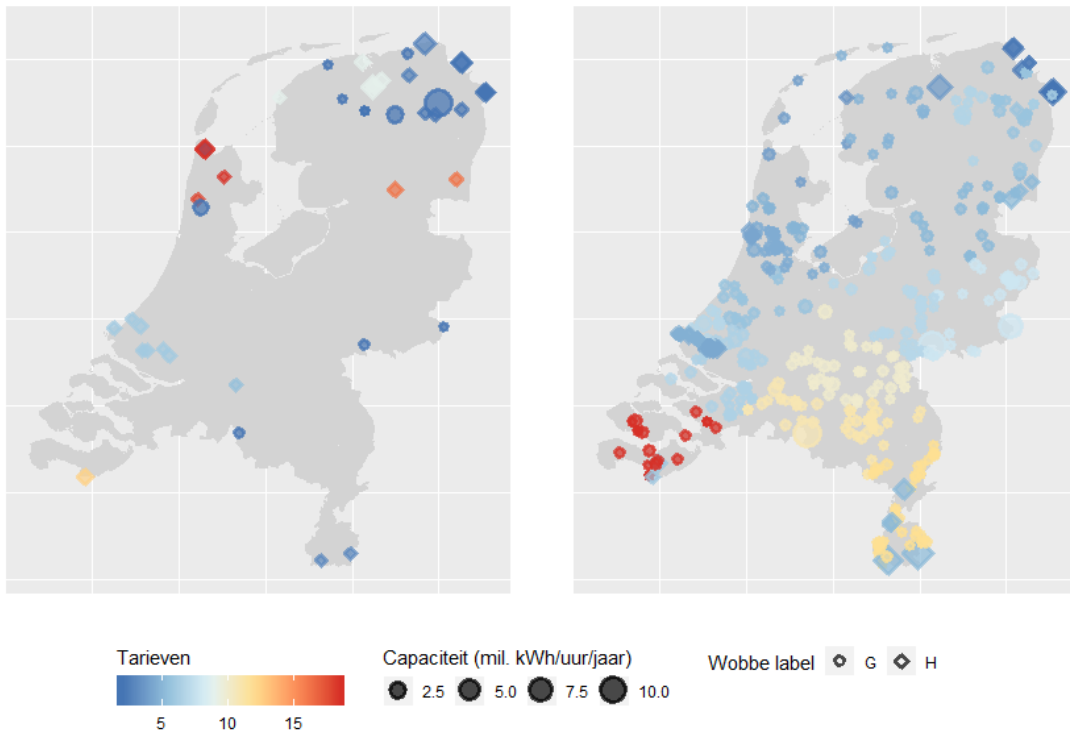 Tarieven
5 10 15
Capaciteit (mil. kWh/uur/jaar)
2.5 5.0 7.5 10.0
Wobbe label G H